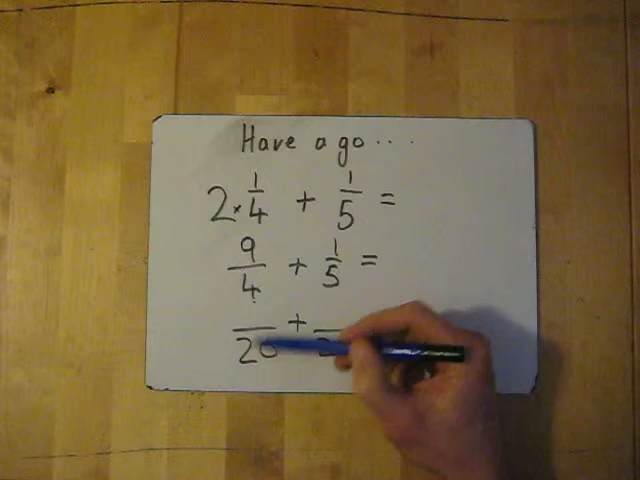 Have a go....
2 × 1/4 + 1/5 =
9/4 + 1/5 =
/20 + /